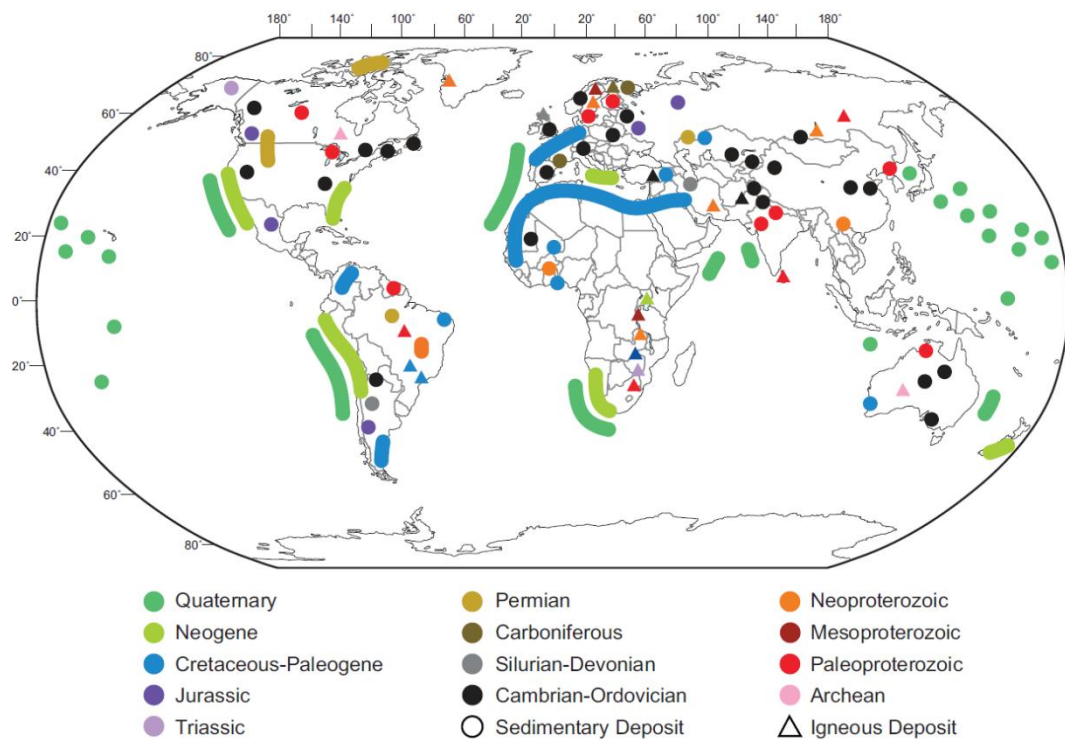 180˚ 140˚ 100˚ 60˚ 20˚ 20˚ 60˚ 100˚ 140˚ 180˚
80˚
60˚
40˚
20˚
0˚
20˚
40˚
60˚
80˚
Quaternary
Neogene
Cretaceous-Paleogene
Jurassic
Triassic
Permian
Carboniferous
Silurian-Devonian
Cambrian-Ordovician
Sedimentary Deposit
Neoproterozoic
Mesoproterozoic
Paleoproterozoic
Archean
Igneous Deposit